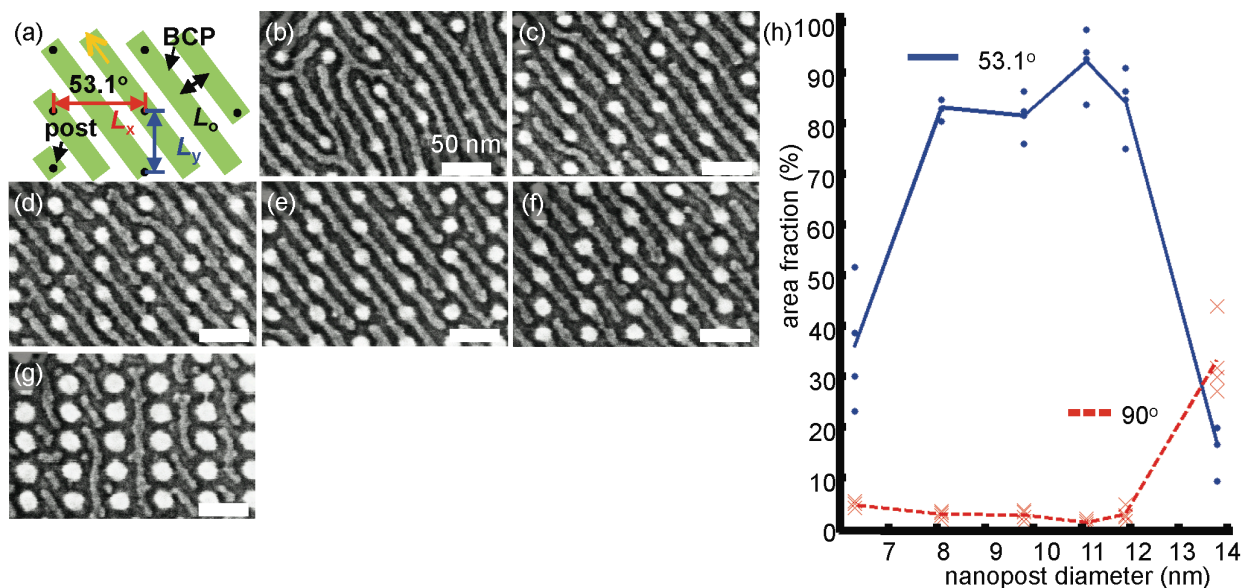 (a)
BCP
53.1°
post
Lx
Ly
Lo
(b)
50 nm
(c)
(d)
(e)
(f)
(g)
(h)
100
90
80
70
60
50
40
30
20
10
0
area fraction (%)
53.1°
90°
7 8 9 10 11 12 13 14
nanopost diameter (nm)